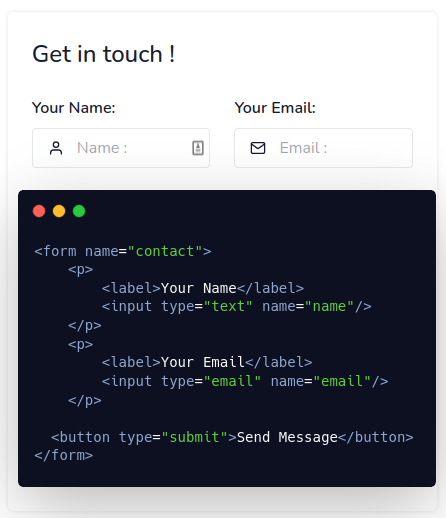 Get in touch !
Your Name: Your Email:
Name : Email :
<form name="contact">
    <p>
        <label>Your Name</label>
        <input type="text" name="name"/>
    </p>
    <p>
        <label>Your Email</label>
        <input type="email" name="email"/>
    </p>

  <button type="submit">Send Message</button>
</form>